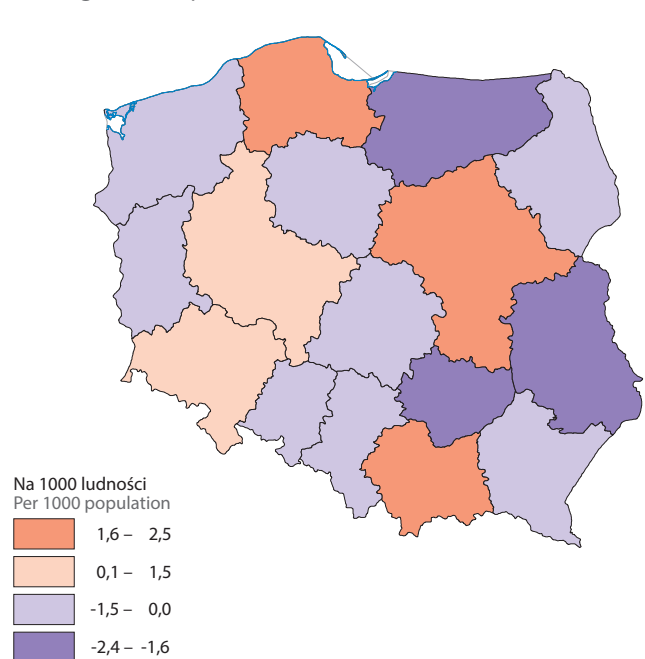 Na 1000 ludności
Per 1000 population
1,6 – 2,5
0,1 – 1,5
-1,5 – 0,0
-2,4 – -1,6